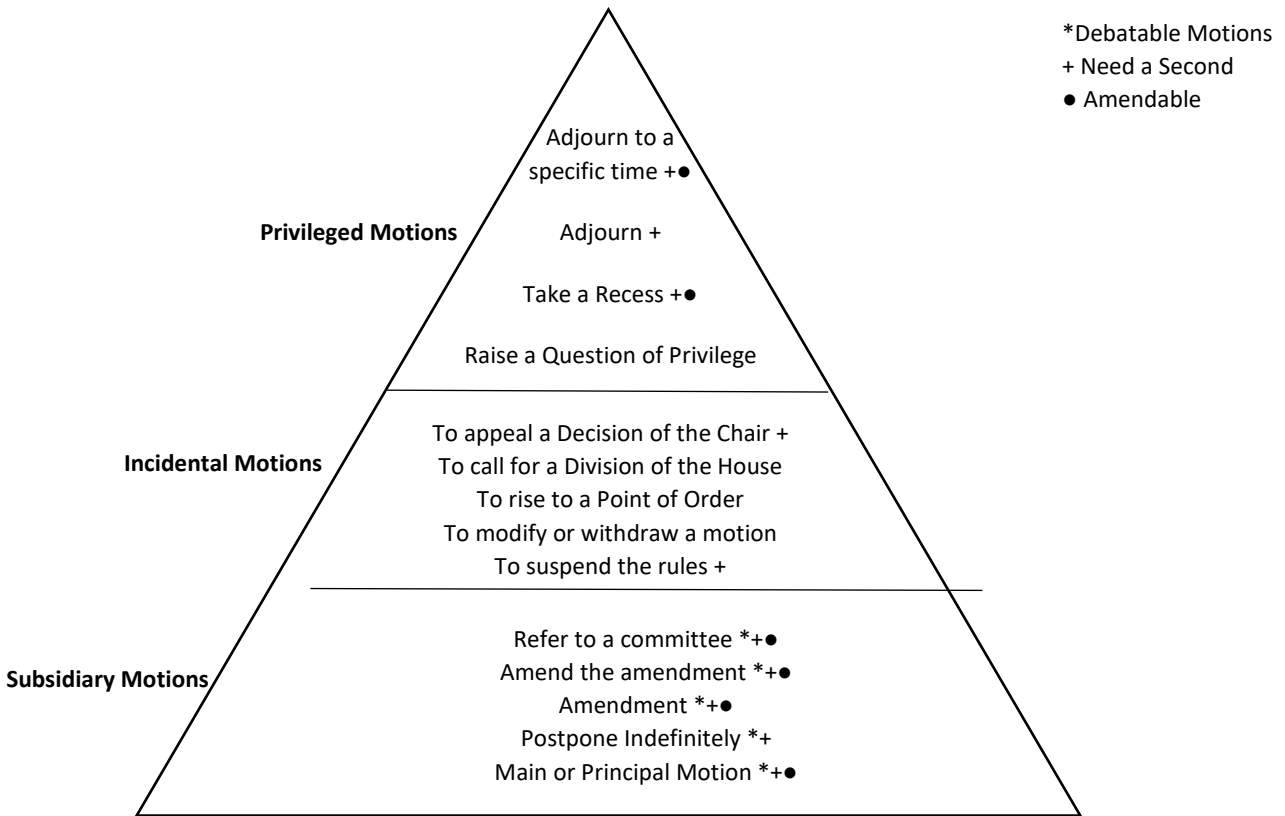 *Debatable Motions
+ Need a Second
● Amendable
Adjourn to a
specific time +●
Privileged Motions
Adjourn +
Take a Recess +●
Raise a Question of Privilege
To appeal a Decision of the Chair +
Incidental Motions
To call for a Division of the House
To rise to a Point of Order
To modify or withdraw a motion
To suspend the rules +
Refer to a committee *+●
Subsidiary Motions
Amend the amendment *+●
Amendment *+●
Postpone Indefinitely *+
Main or Principal Motion *+●